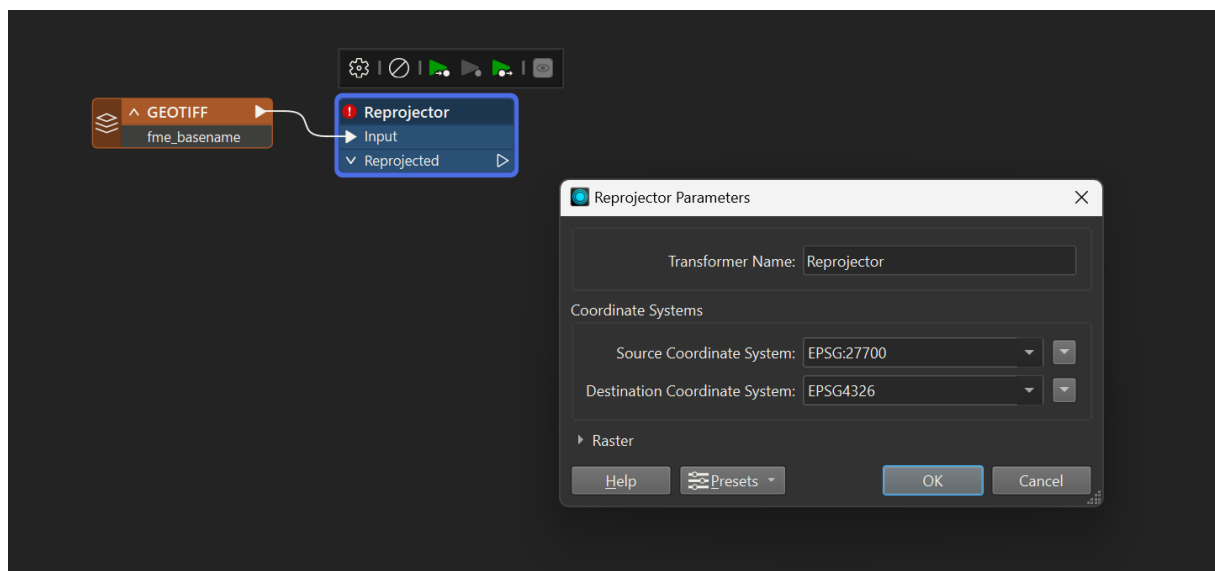 GEOTIFF
fme_basename
Reprojector
Input
Reprojected
Reprojector Parameters
Transformer Name: Reprojector
Coordinate Systems
Source Coordinate System: EPSG:27700
Destination Coordinate System: EPSG4326
Raster
Help Presets OK Cancel